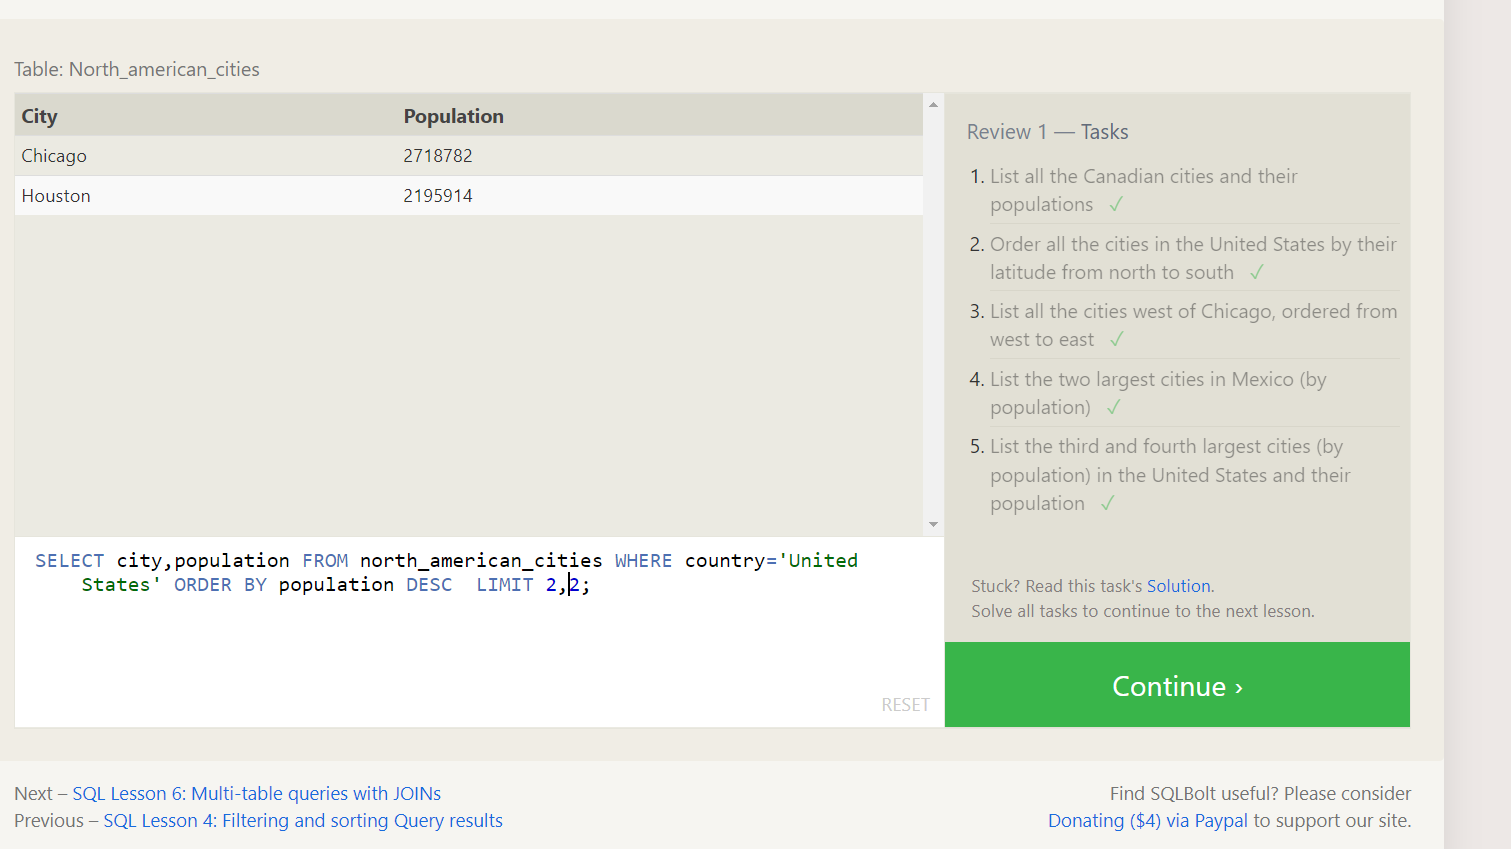 Table: North_american_cities
City Population
Chicago 2718782
Houston 2195914
SELECT city,population FROM north_american_cities WHERE country='United
States' ORDER BY population DESC  LIMIT 2,2;
RESET
Review 1 — Tasks
1. List all the Canadian cities and their
populations ✓
2. Order all the cities in the United States by their
latitude from north to south ✓
3. List all the cities west of Chicago, ordered from
west to east ✓
4. List the two largest cities in Mexico (by
population) ✓
5. List the third and fourth largest cities (by
population) in the United States and their
population ✓
Stuck? Read this task's Solution.
Solve all tasks to continue to the next lesson.
Continue ›
Next – SQL Lesson 6: Multi-table queries with JOINs
Previous – SQL Lesson 4: Filtering and sorting Query results
Find SQLBolt useful? Please consider
Donating ($4) via Paypal to support our site.